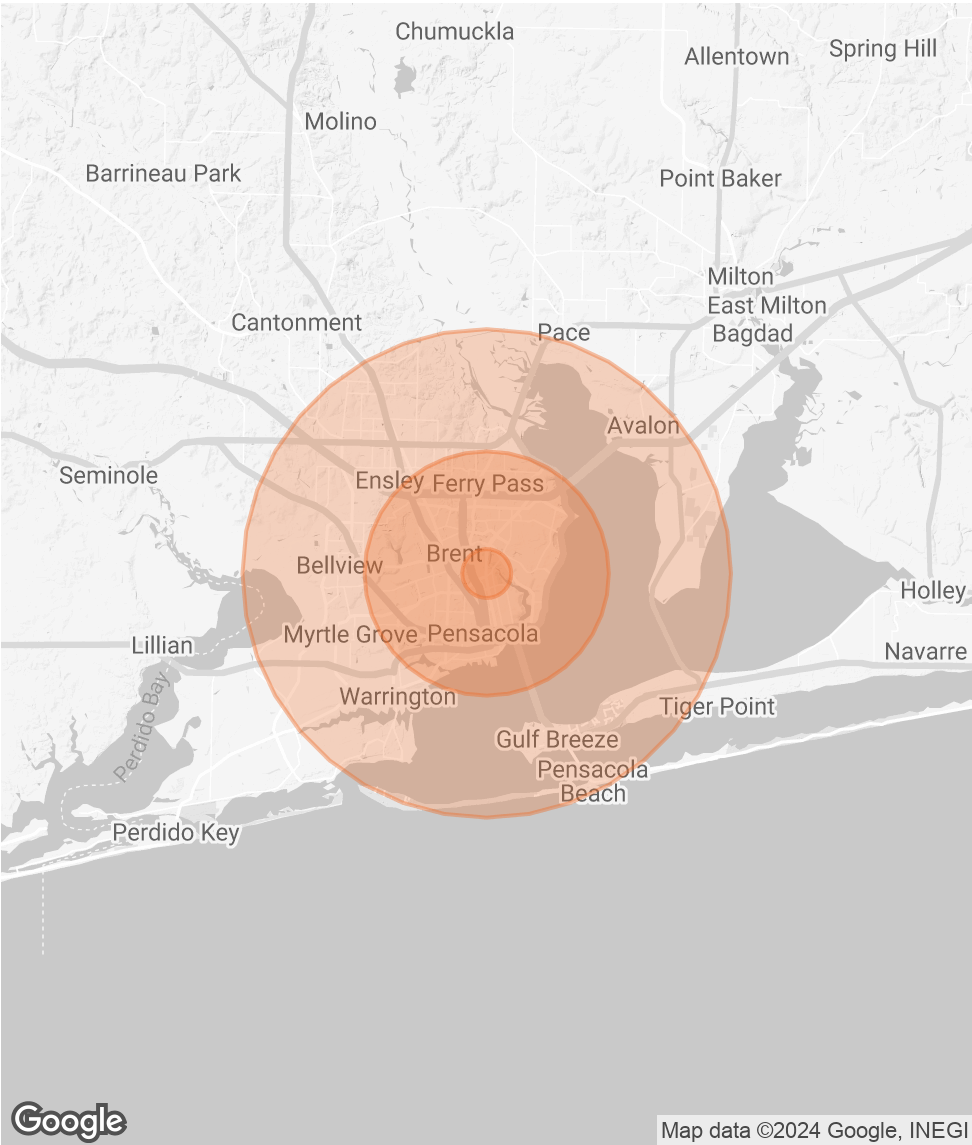 Chumuckla
Spring Hill
Allentown
Molino
Barrineau Park
Point Baker
Milton
East Milton
Cantonment
Pace
Bagdad
Avalon
Seminole
Ensley
Ferry Pass
Brent
Bellview
Holley
Myrtle Grove
Pensacola
Lillian
Navarre
Perdido Bay
Warrington
Tiger Point
Gulf Breeze
Pensacola
Beach
Perdido Key
Google
Map data ©2024 Google, INEGI